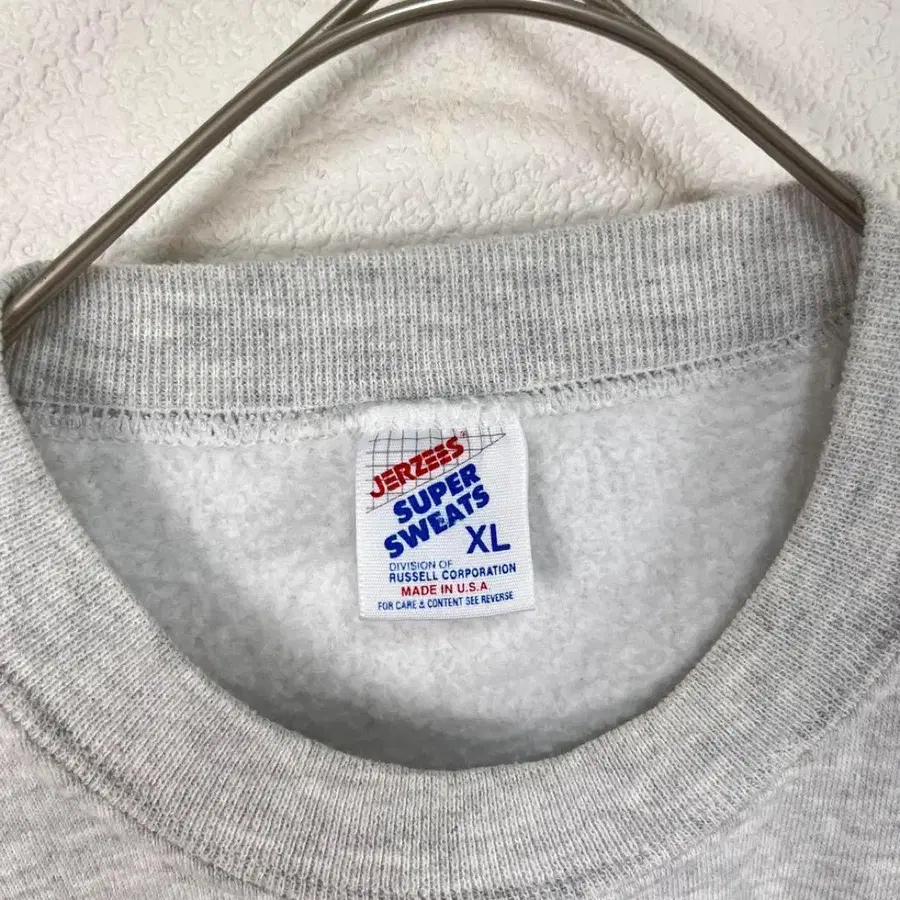 JERZEES®
SUPER
SWEATS
XL
DIVISION OF
RUSSELL CORPORATION
MADE IN U.S.A
FOR CARE & CONTENT SEE REVERSE